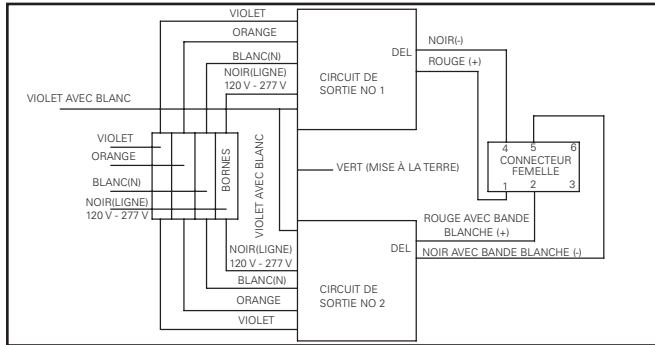 VIOLET
ORANGE
BLANC(N)
NOIR(LIGNE)
120 V - 277 V
VIOLET AVEC BLANC
CIRCUIT DE
SORTIE NO 1
DEL
NOIR(-)
ROUGE (+)
VIOLET
ORANGE
BLANC(N)
NOIR(LIGNE)
120 V - 277 V
BORNES
VIOLET AVEC BLANC
VERT (MISE À LA TERRE)
4 5 6
CONNECTEUR
FEMELLE
1 2 3
ROUGE AVEC BANDE
BLANCHE (+)
DEL
NOIR AVEC BANDE BLANCHE (-)
NOIR(LIGNE)
120 V - 277 V
BLANC(N)
ORANGE
VIOLET
CIRCUIT DE
SORTIE NO 2